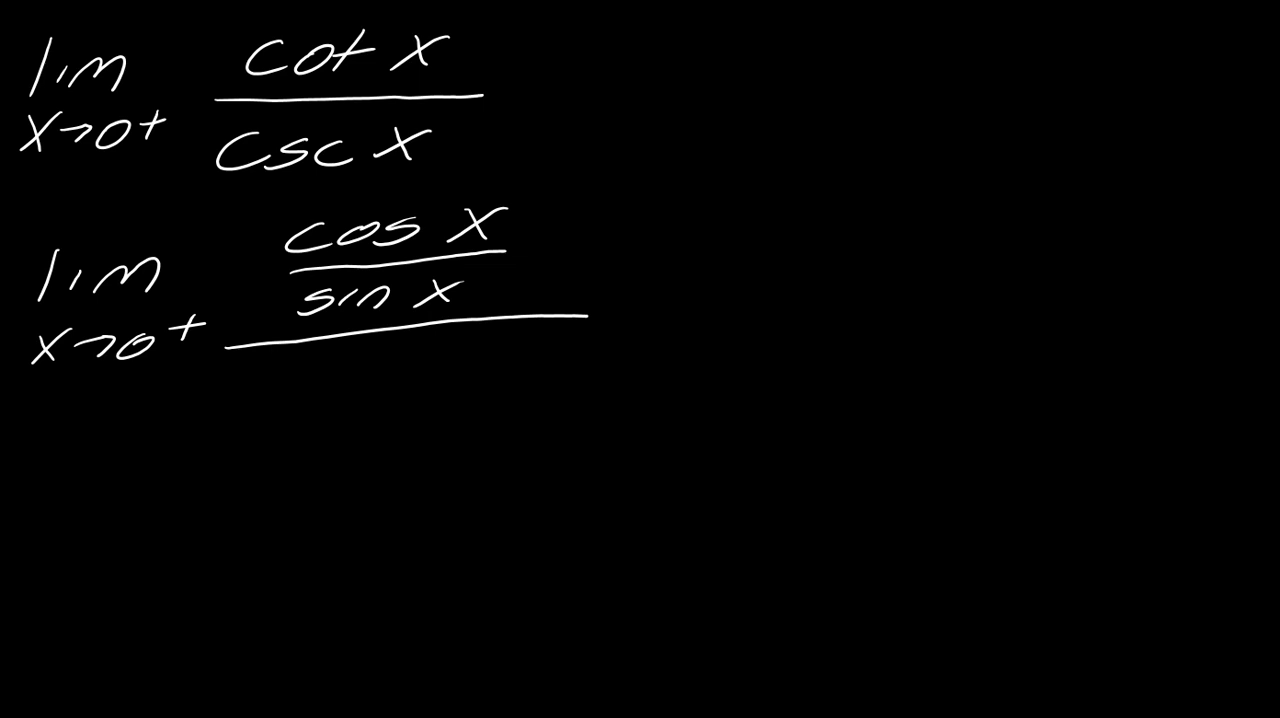 lim cot x
x→0+ csc x
lim cos x
sin x
x→0+